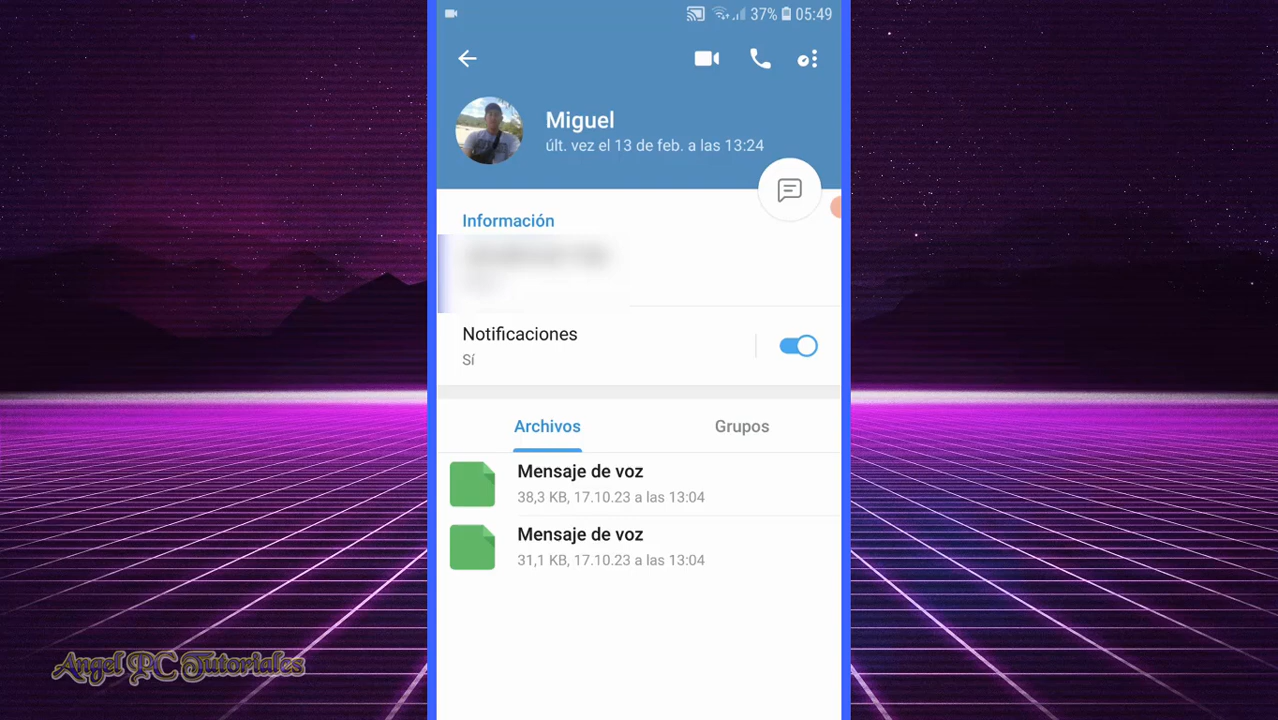 37% 05:49
Miguel
últ. vez el 13 de feb. a las 13:24
Información
Notificaciones
Sí
Archivos Grupos
Mensaje de voz
38,3 KB, 17.10.23 a las 13:04
Mensaje de voz
31,1 KB, 17.10.23 a las 13:04
Angel PC Tutoriales